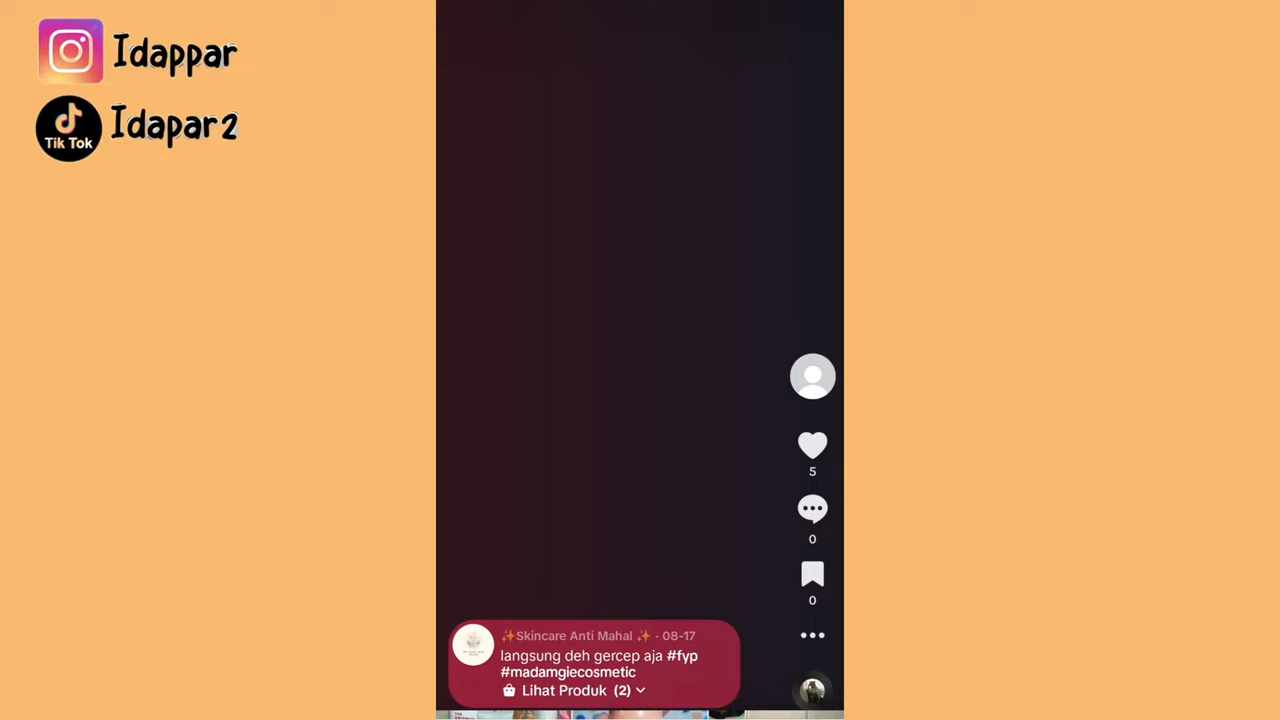 Idappar
Tik Tok
Idapar2
5
0
0
✨Skincare Anti Mahal ✨ · 08-17
langsung deh gercep aja #fyp
#madamgiecosmetic
Lihat Produk (2)